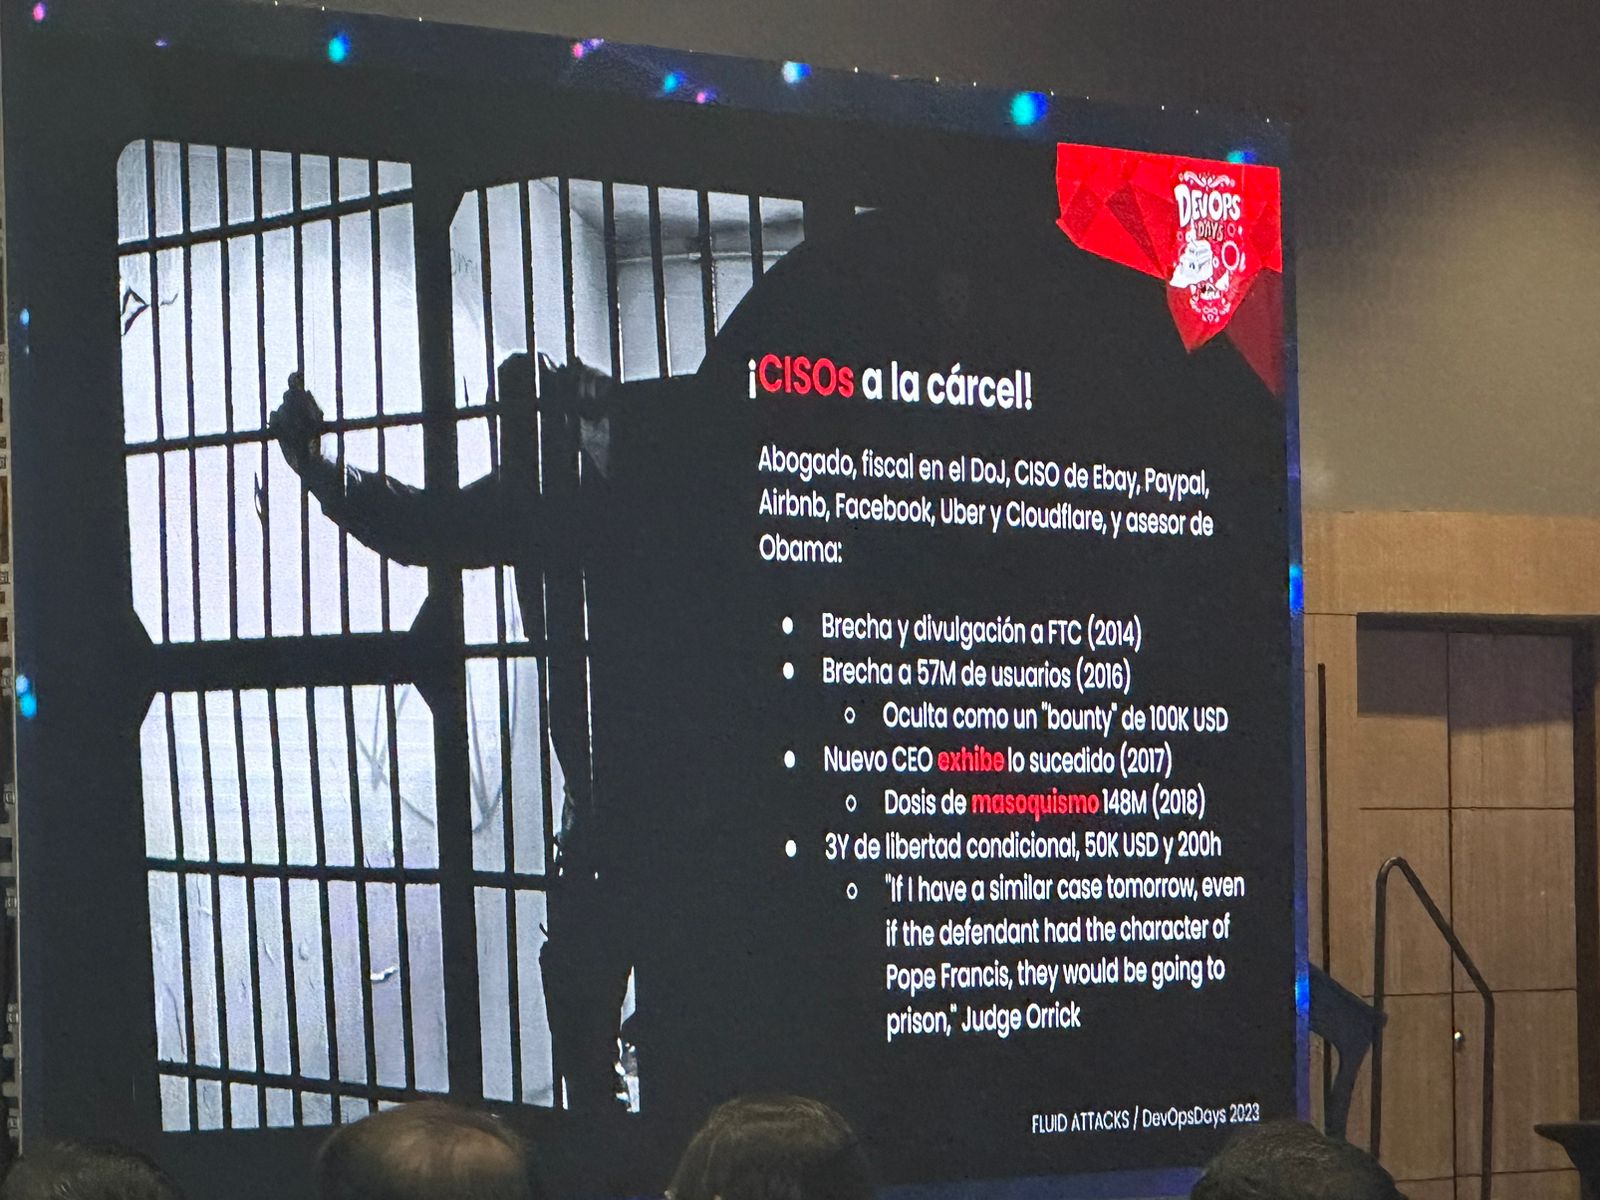 DEVOPS
DAYS
¡CISOs a la cárcel!
Abogado, fiscal en el DoJ, CISO de Ebay, Paypal,
Airbnb, Facebook, Uber y Cloudflare, y asesor de
Obama:
● Brecha y divulgación a FTC (2014)
● Brecha a 57M de usuarios (2016)
○ Oculta como un "bounty" de 100K USD
● Nuevo CEO exhibe lo sucedido (2017)
○ Dosis de masoquismo 148M (2018)
● 3Y de libertad condicional, 50K USD y 200h
○ "If I have a similar case tomorrow, even
if the defendant had the character of
Pope Francis, they would be going to
prison," Judge Orrick
FLUID ATTACKS / DevOpsDays 2023